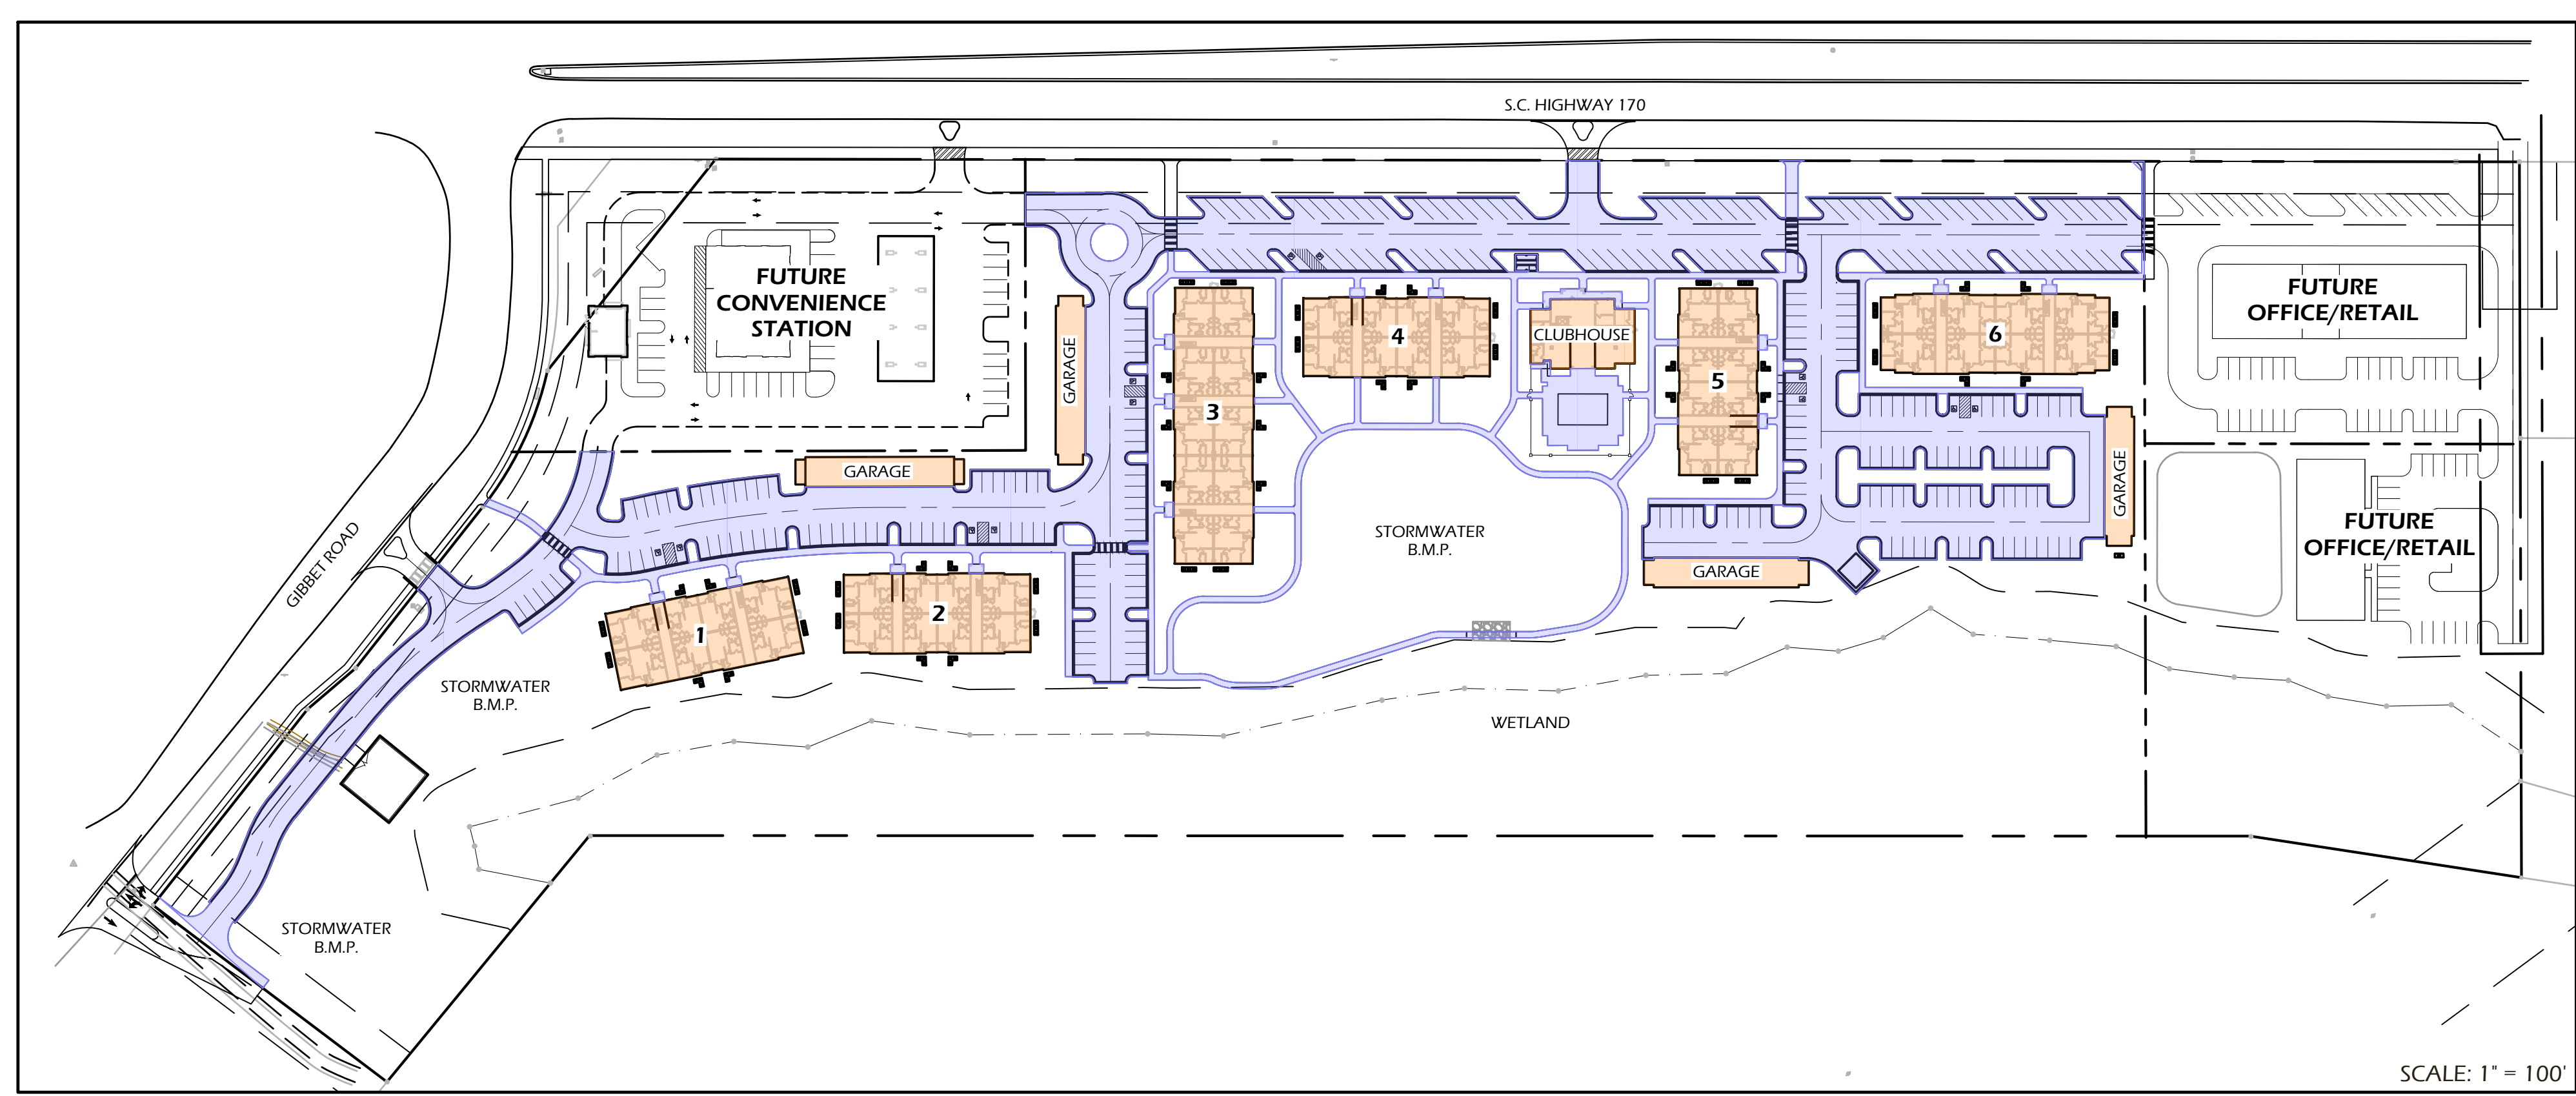 S.C. HIGHWAY 170
FUTURE
CONVENIENCE
STATION
FUTURE
OFFICE/RETAIL
GARAGE
3
4
CLUBHOUSE
5
6
GARAGE
GARAGE
FUTURE
OFFICE/RETAIL
GIBBET ROAD
STORMWATER
B.M.P.
GARAGE
1
2
STORMWATER
B.M.P.
WETLAND
STORMWATER
B.M.P.
SCALE: 1" = 100'